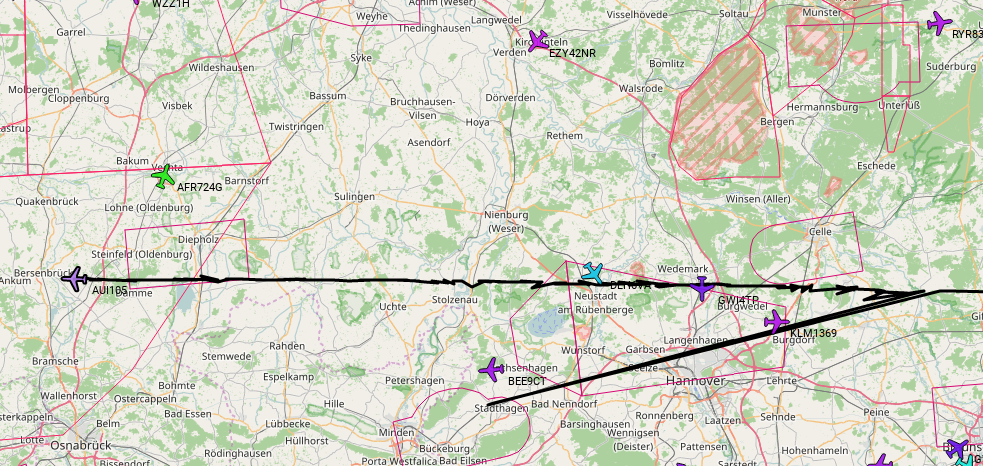 WZZ1H
Achim (Weser)
Weyhe
Thedinghausen
Langwedel
Visselhövede
Soltau
Munster
RYR83
Garrel
Kirchlinteln
EZY42NR
Verden
Syke
Wildeshausen
Bomlitz
Suderburg
Molbergen
Cloppenburg
Visbek
Bassum
Bruchhausen-
Vilsen
Dörverden
Walsrode
Hermannsburg
Unterlüß
Twistringen
Hoya
Bergen
Rethem
Asendorf
Bakum
Vechta
Barnstorf
AFR724G
Eschede
Quakenbrück
Lohne (Oldenburg)
Sulingen
Winsen (Aller)
Nienburg
(Weser)
Celle
Diepholz
Steinfeld (Oldenburg)
Bersenbrück
Ankum
AUI105
Damme
Wedemark
Stolzenau
Neustadt
am Rübenberge
GWI4TP
Burgwedel
Uchte
KLM1369
Burgdorf
Langenhagen
Rahden
Stemwede
Wunstorf
Garbsen
Bramsche
Espelkamp
Petershagen
BEE9CT
Hannover
Lehrte
Bohmte
Ostercappeln
Wallenhorst
Bad Essen
Hille
Stadthagen
Bad Nenndorf
Peine
Ronnenberg
Laatzen
Sehnde
Belm
Lotte
Osnabrück
Lübbecke
Hüllhorst
Minden
Bückeburg
Barsinghausen
Wennigsen
(Deister)
Pattensen
Hohenhameln
Bissendorf
Porta Westfalica
Bad Eilsen
Sarstedt